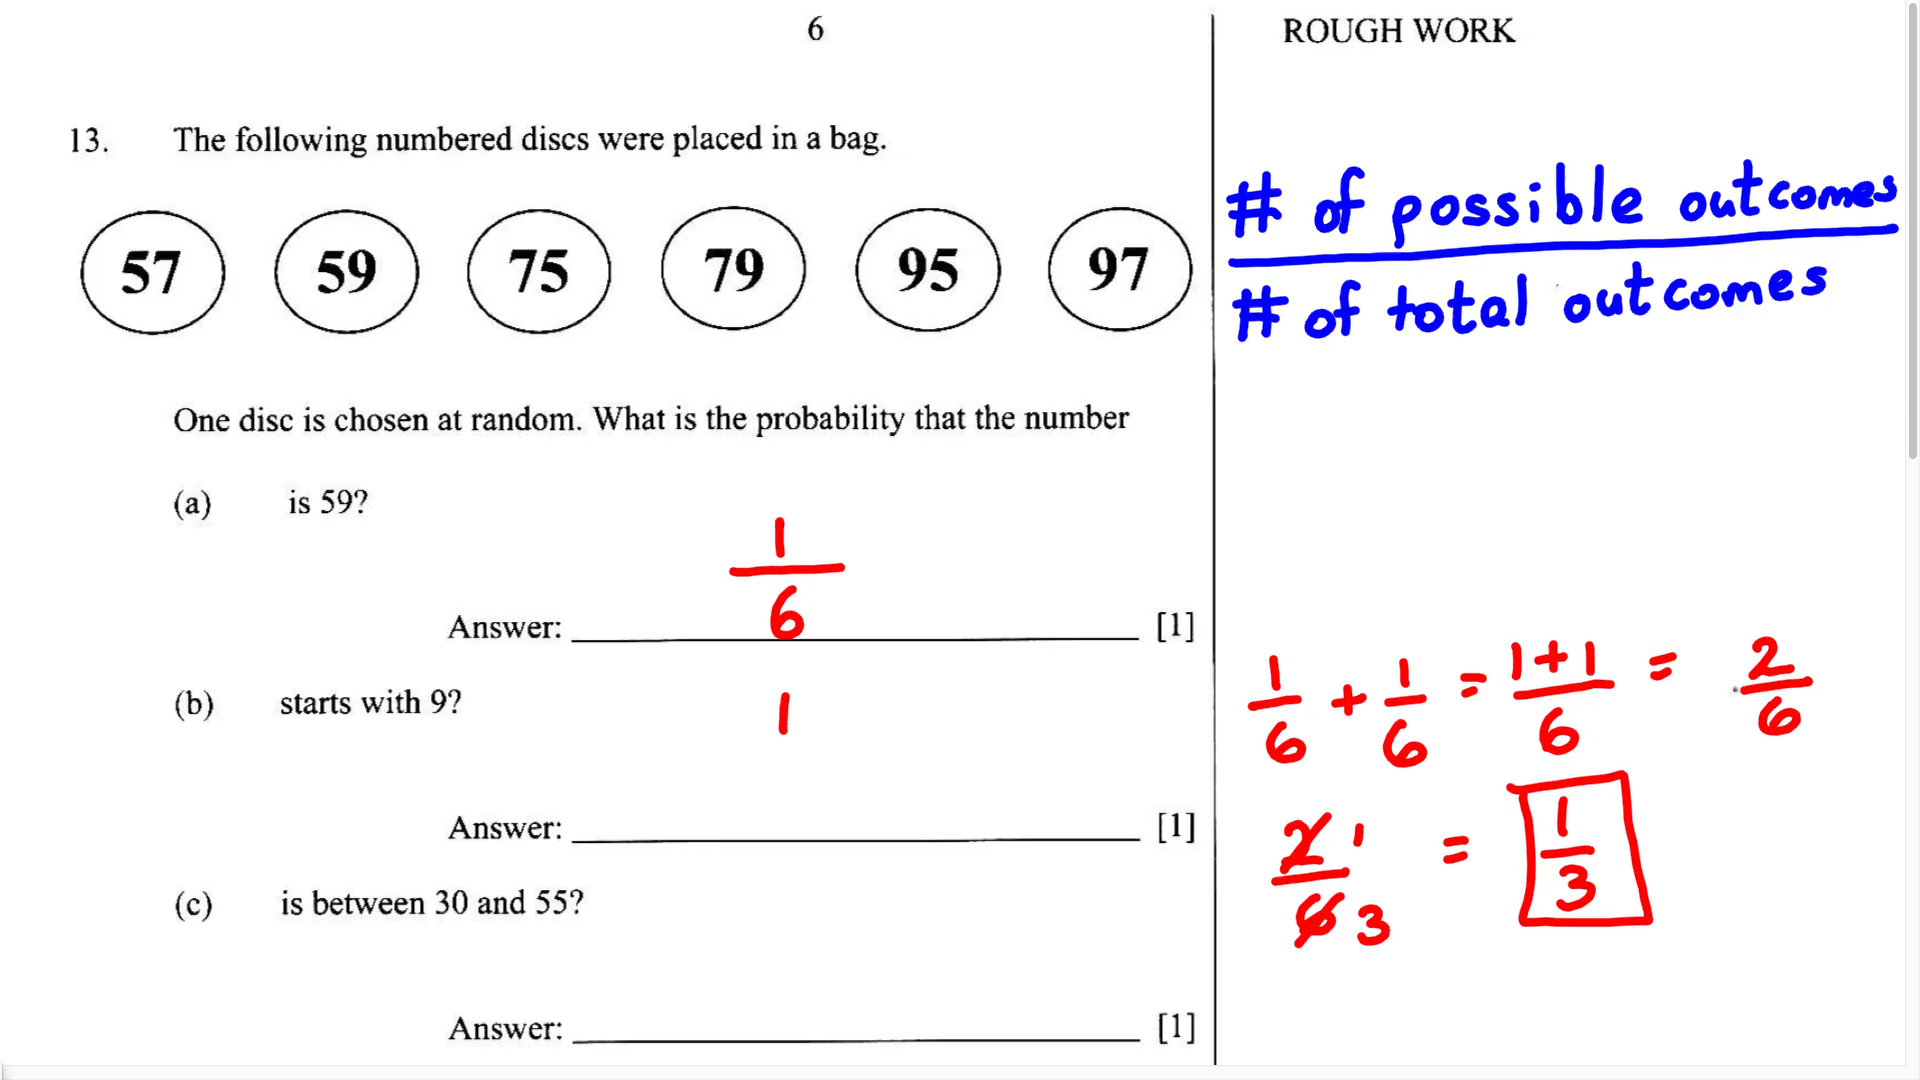 6
ROUGH WORK
13. The following numbered discs were placed in a bag.
57 59 75 79 95 97
# of possible outcomes
# of total outcomes
One disc is chosen at random. What is the probability that the number
(a) is 59?
1
6
Answer: [1]
(b) starts with 9?
1
Answer: [1]
(c) is between 30 and 55?
Answer: [1]
1/6 + 1/6 = 1+1/6 = 2/6
2 1/6 3 = 1/3